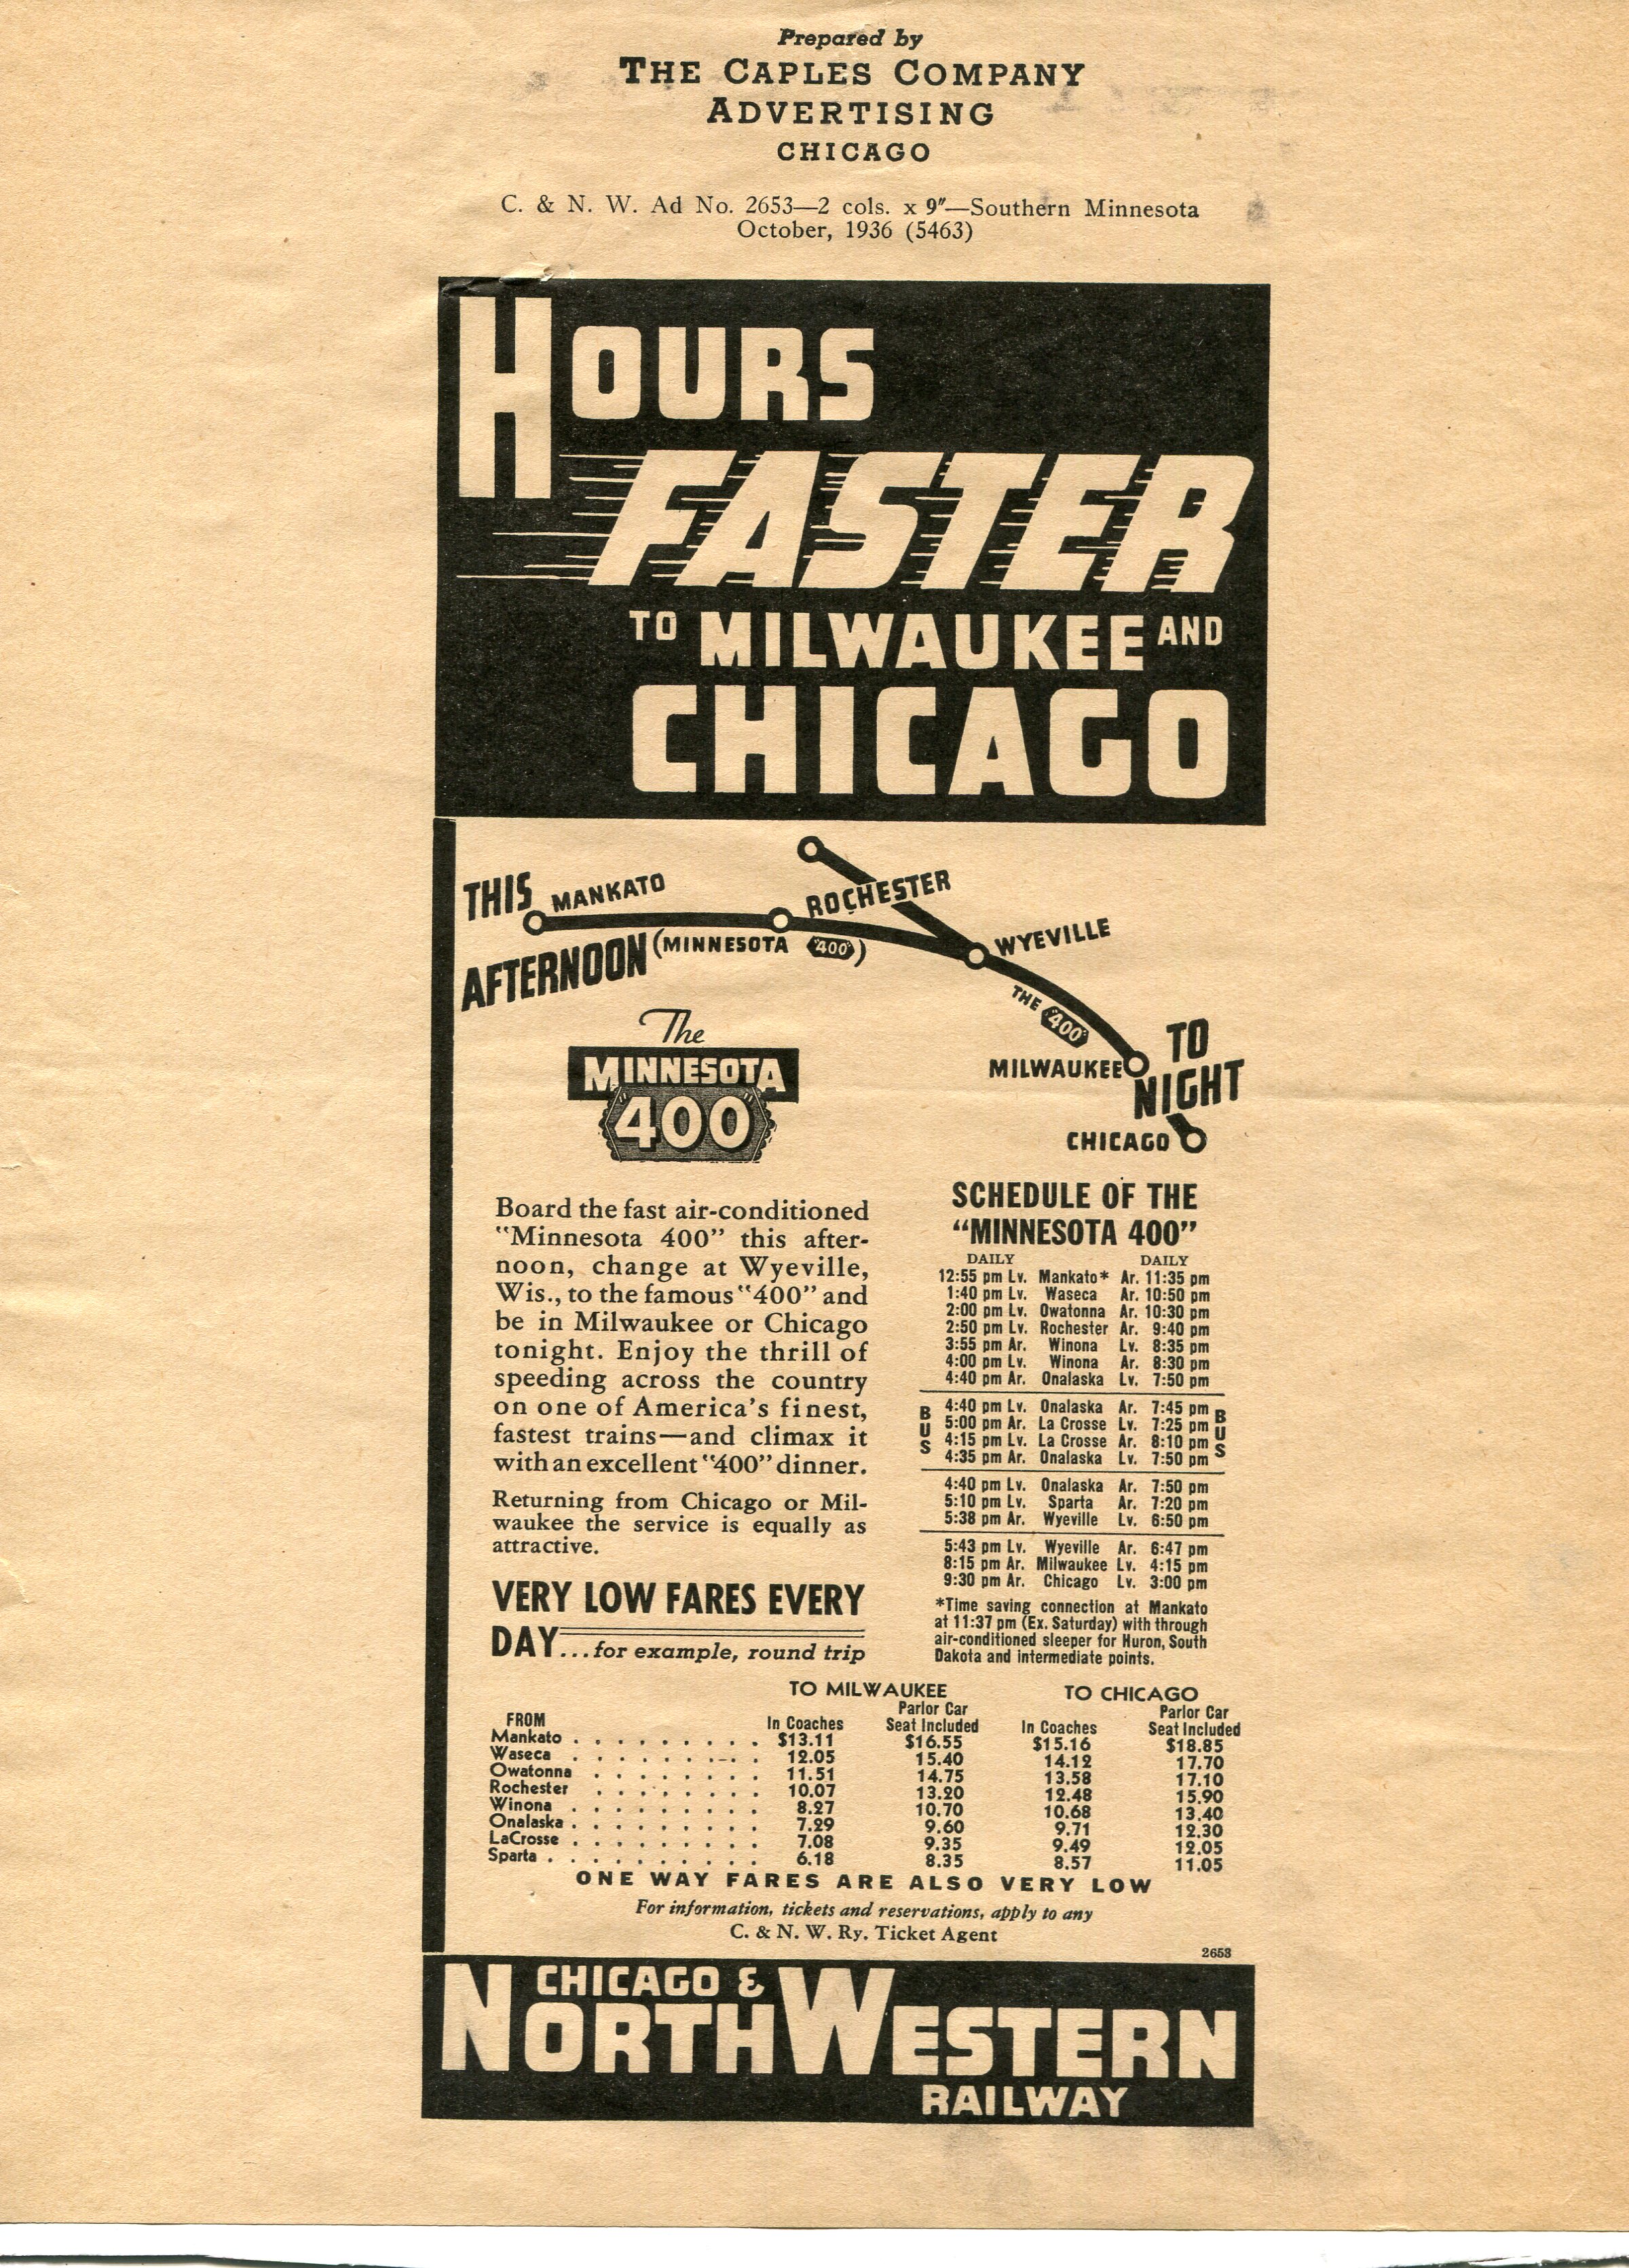 Prepared by
THE CAPLES COMPANY
ADVERTISING
CHICAGO
C. & N. W. Ad No. 2653—2 cols. x 9"—Southern Minnesota
October, 1936 (5463)
HOURS
FASTER
TO MILWAUKEE AND
CHICAGO
THIS
AFTERNOON
MANKATO
ROCHESTER
(MINNESOTA "400")
WYEVILLE
THE "400"
MILWAUKEE
TO
NIGHT
CHICAGO
The
MINNESOTA
"400"
Board the fast air-conditioned
"Minnesota 400" this after-
noon, change at Wyeville,
Wis., to the famous "400" and
be in Milwaukee or Chicago
tonight. Enjoy the thrill of
speeding across the country
on one of America's finest,
fastest trains—and climax it
with an excellent "400" dinner.
Returning from Chicago or Mil-
waukee the service is equally as
attractive.
VERY LOW FARES EVERY
DAY...for example, round trip
SCHEDULE OF THE
"MINNESOTA 400"
DAILY DAILY
12:55 pm Lv. Mankato* Ar. 11:35 pm
1:40 pm Lv. Waseca Ar. 10:50 pm
2:00 pm Lv. Owatonna Ar. 10:30 pm
2:50 pm Lv. Rochester Ar. 9:40 pm
3:55 pm Ar. Winona Lv. 8:35 pm
4:00 pm Lv. Winona Ar. 8:30 pm
4:40 pm Ar. Onalaska Lv. 7:50 pm
BUS
4:40 pm Lv. Onalaska Ar. 7:45 pm
5:00 pm Ar. La Crosse Lv. 7:25 pm
4:15 pm Lv. La Crosse Ar. 8:10 pm
4:35 pm Ar. Onalaska Lv. 7:50 pm
BUS
4:40 pm Lv. Onalaska Ar. 7:50 pm
5:10 pm Lv. Sparta Ar. 7:20 pm
5:38 pm Ar. Wyeville Lv. 6:50 pm
5:43 pm Lv. Wyeville Ar. 6:47 pm
8:15 pm Ar. Milwaukee Lv. 4:15 pm
9:30 pm Ar. Chicago Lv. 3:00 pm
*Time saving connection at Mankato
at 11:37 pm (Ex. Saturday) with through
air-conditioned sleeper for Huron, South
Dakota and intermediate points.
TO MILWAUKEE TO CHICAGO
Parlor Car Parlor Car
FROM In Coaches Seat Included In Coaches Seat Included
Mankato . . . . . . . . . $13.11 $16.55 $15.16 $18.85
Waseca . . . . . . . . . 12.05 15.40 14.12 17.70
Owatonna . . . . . . . . 11.51 14.75 13.58 17.10
Rochester . . . . . . . . 10.07 13.20 12.48 15.90
Winona . . . . . . . . . 8.27 10.70 10.68 13.40
Onalaska . . . . . . . . . 7.29 9.60 9.71 12.30
LaCrosse . . . . . . . . . 7.08 9.35 9.49 12.05
Sparta . . . . . . . . . . 6.18 8.35 8.57 11.05
ONE WAY FARES ARE ALSO VERY LOW
For information, tickets and reservations, apply to any
C. & N. W. Ry. Ticket Agent
2653
CHICAGO &
NORTHWESTERN
RAILWAY